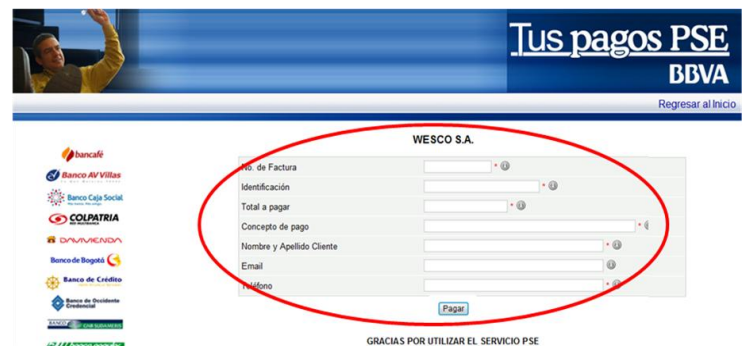 Tus pagos PSE
BBVA
Regresar al Inicio
WESCO S.A.
bancafé
Banco AV Villas
Banco Caja Social
COLPATRIA
DAVIVIENDA
Banco de Bogotá
Banco de Crédito
Banco de Occidente
Credencial
No. de Factura *
Identificación *
Total a pagar *
Concepto de pago *
Nombre y Apellido Cliente *
Email
Teléfono *
Pagar
GRACIAS POR UTILIZAR EL SERVICIO PSE